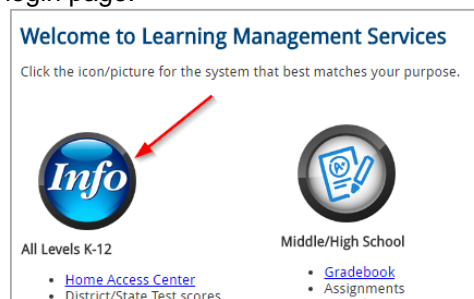 login page.
Welcome to Learning Management Services
Click the icon/picture for the system that best matches your purpose.
Info
A+
All Levels K-12
Middle/High School
• Home Access Center
• District/State Test scores
• Gradebook
• Assignments